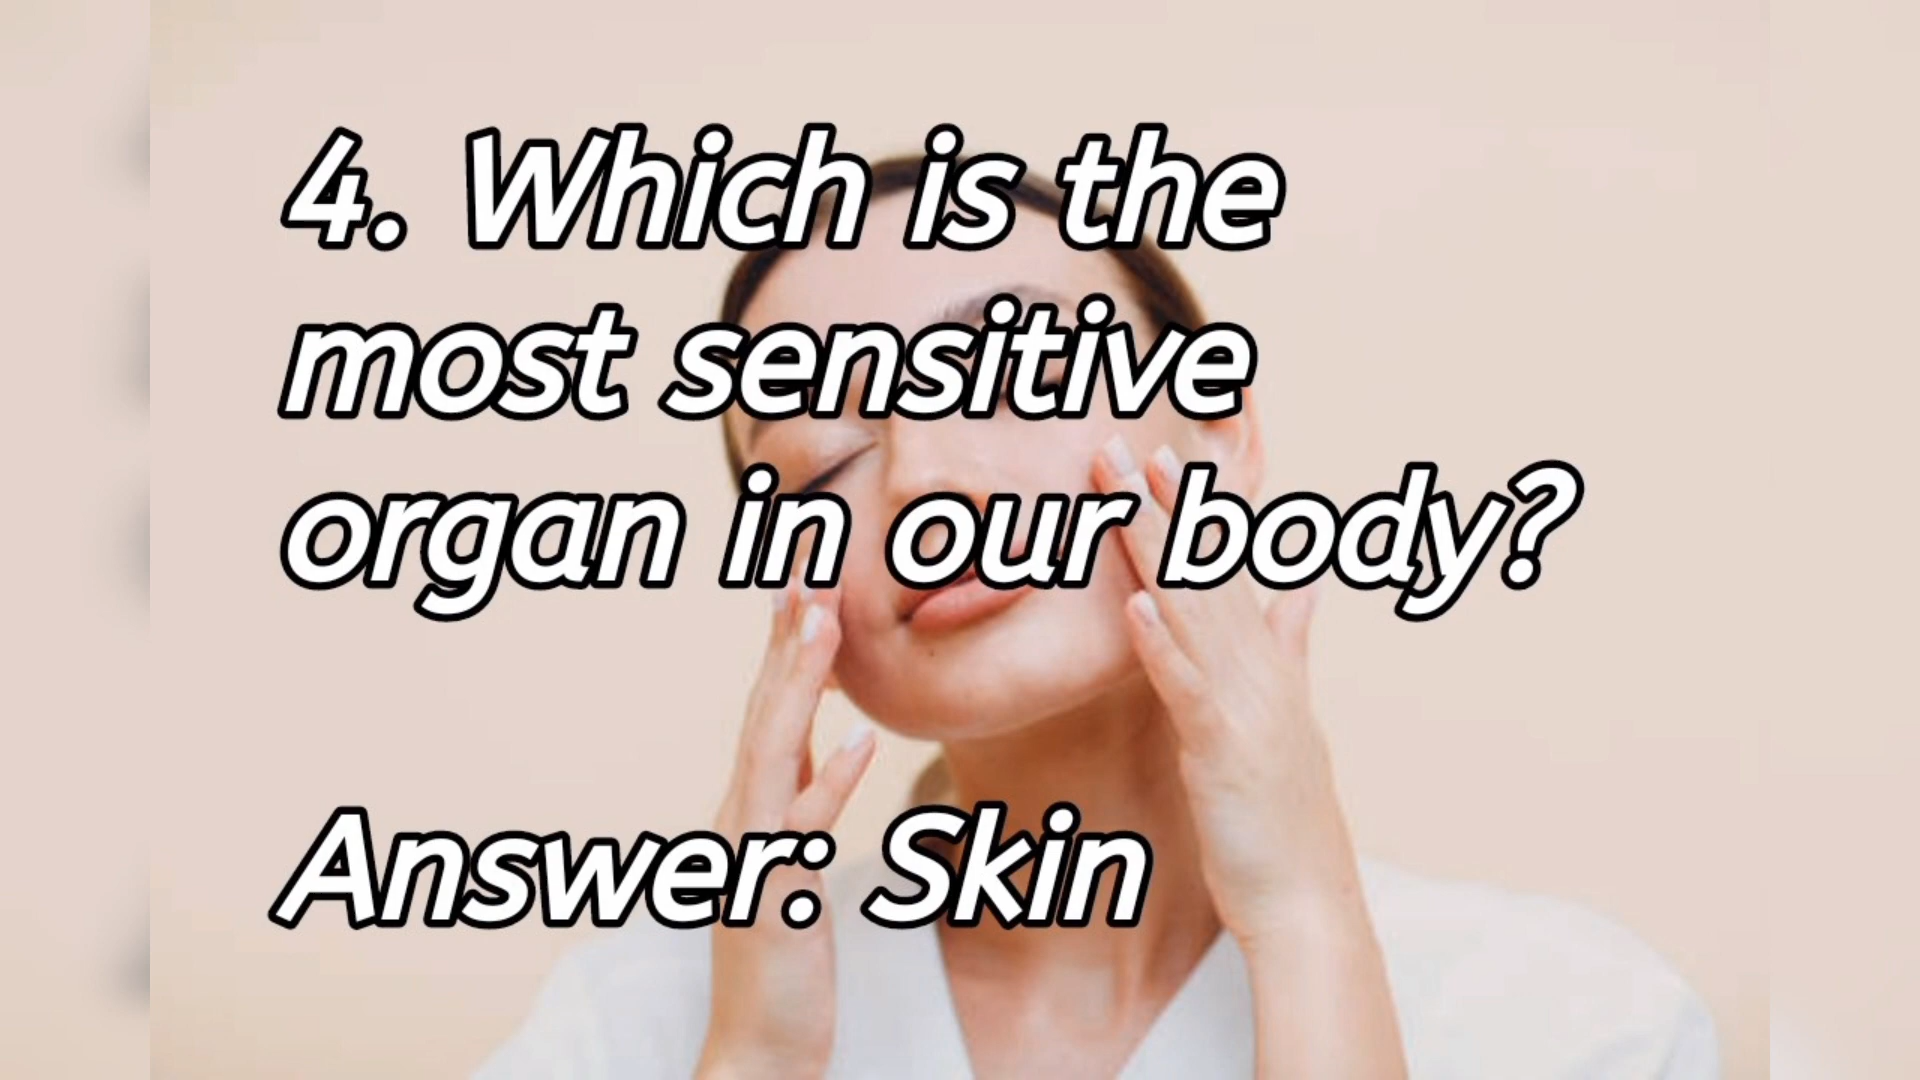 4. Which is the
most sensitive
organ in our body?
Answer: Skin